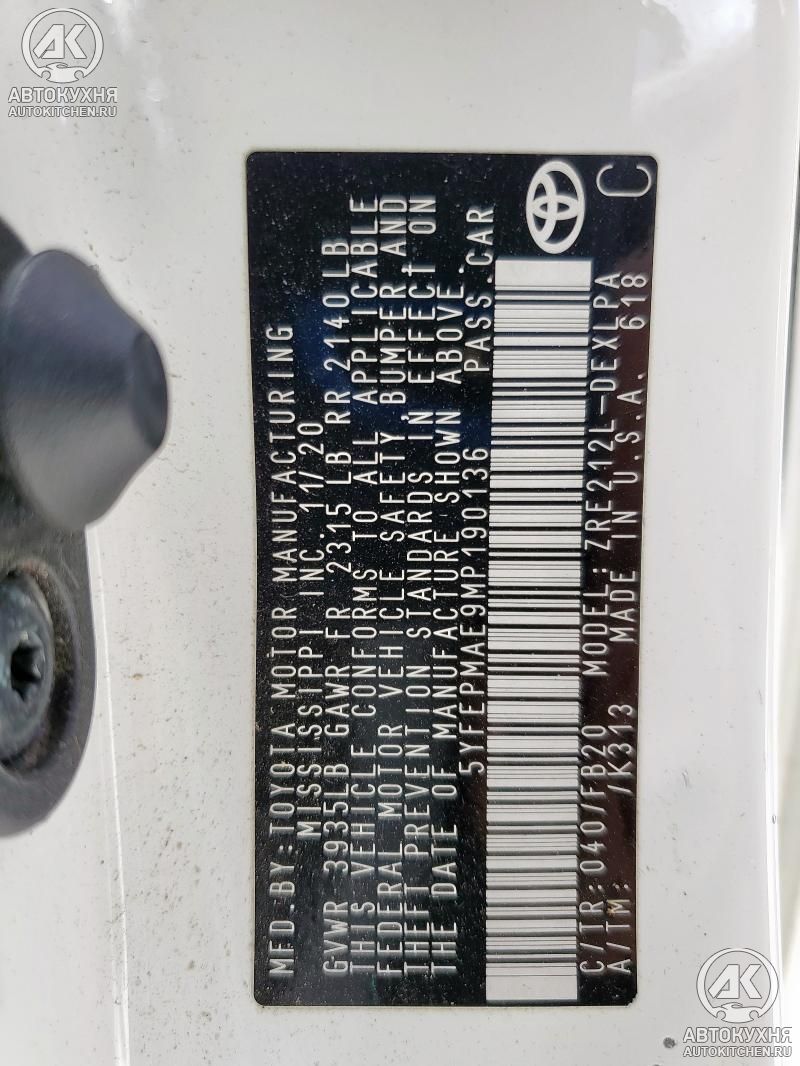 AK
АВТОКУХНЯ
AUTOKITCHEN.RU
MFD BY:TOYOTA MOTOR MANUFACTURING
MISSISSIPPI INC. 11/20
GVWR 3935LB GAWR FR 2315 LB RR 2140 LB
THIS VEHICLE CONFORMS TO ALL APPLICABLE
FEDERAL MOTOR VEHICLE SAFETY, BUMPER AND
THEFT PREVENTION STANDARDS IN EFFECT ON
THE DATE OF MANUFACTURE SHOWN ABOVE.
5YFEPMAE9MP190136 PASS.CAR
C/TR:040/FB20 MODEL:ZRE212L-DEXLPA
A/TM: /K313 MADE IN U.S.A. 618
C
AK
АВТОКУХНЯ
AUTOKITCHEN.RU